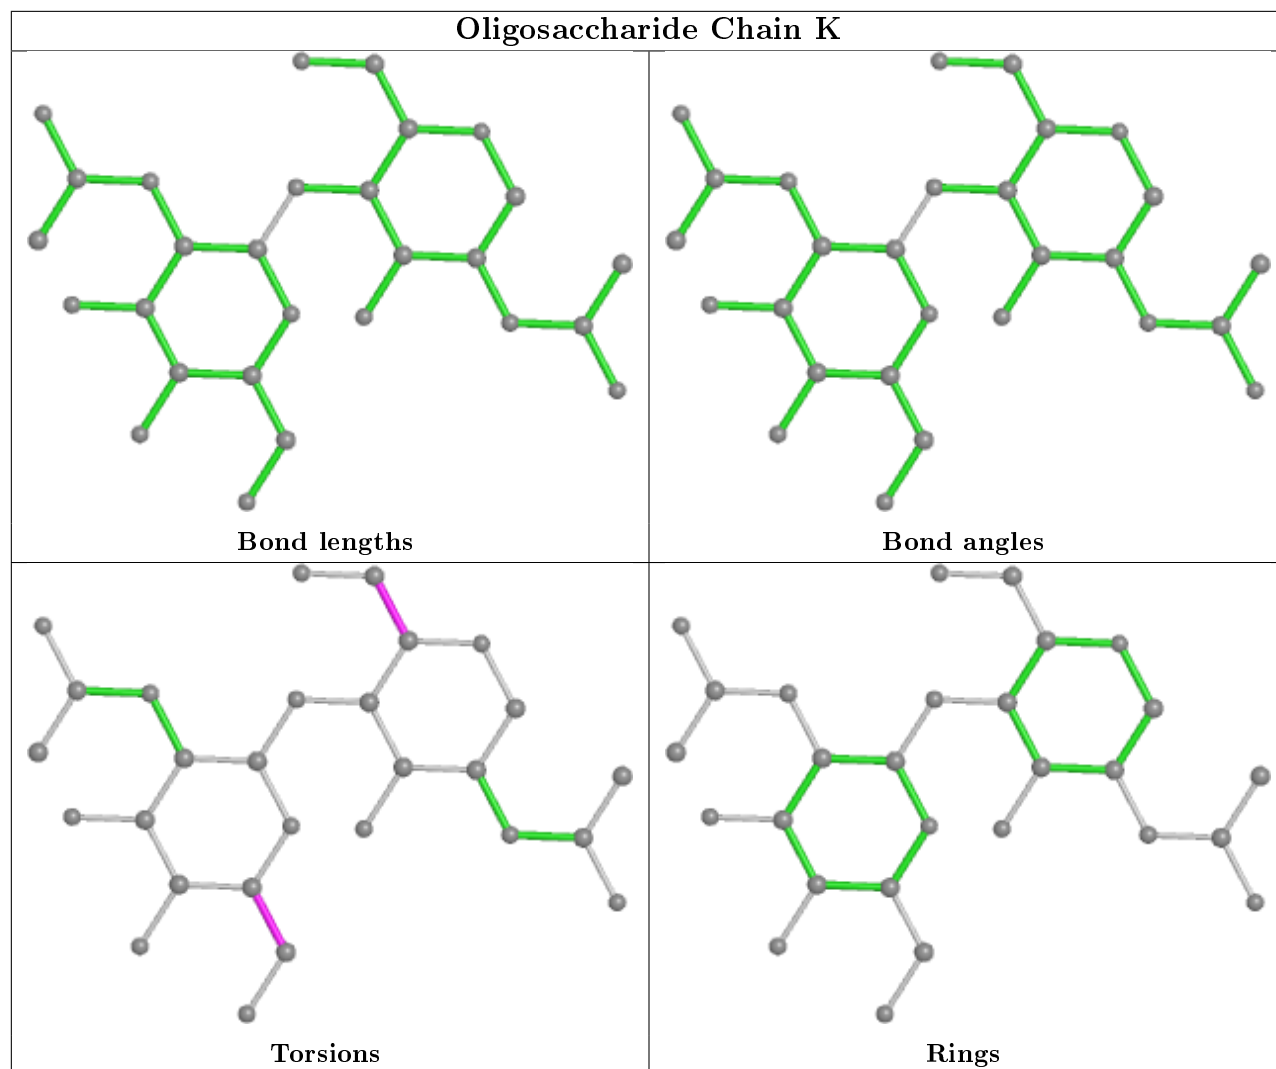 Oligosaccharide Chain K
Bond lengths
Bond angles
Torsions
Rings